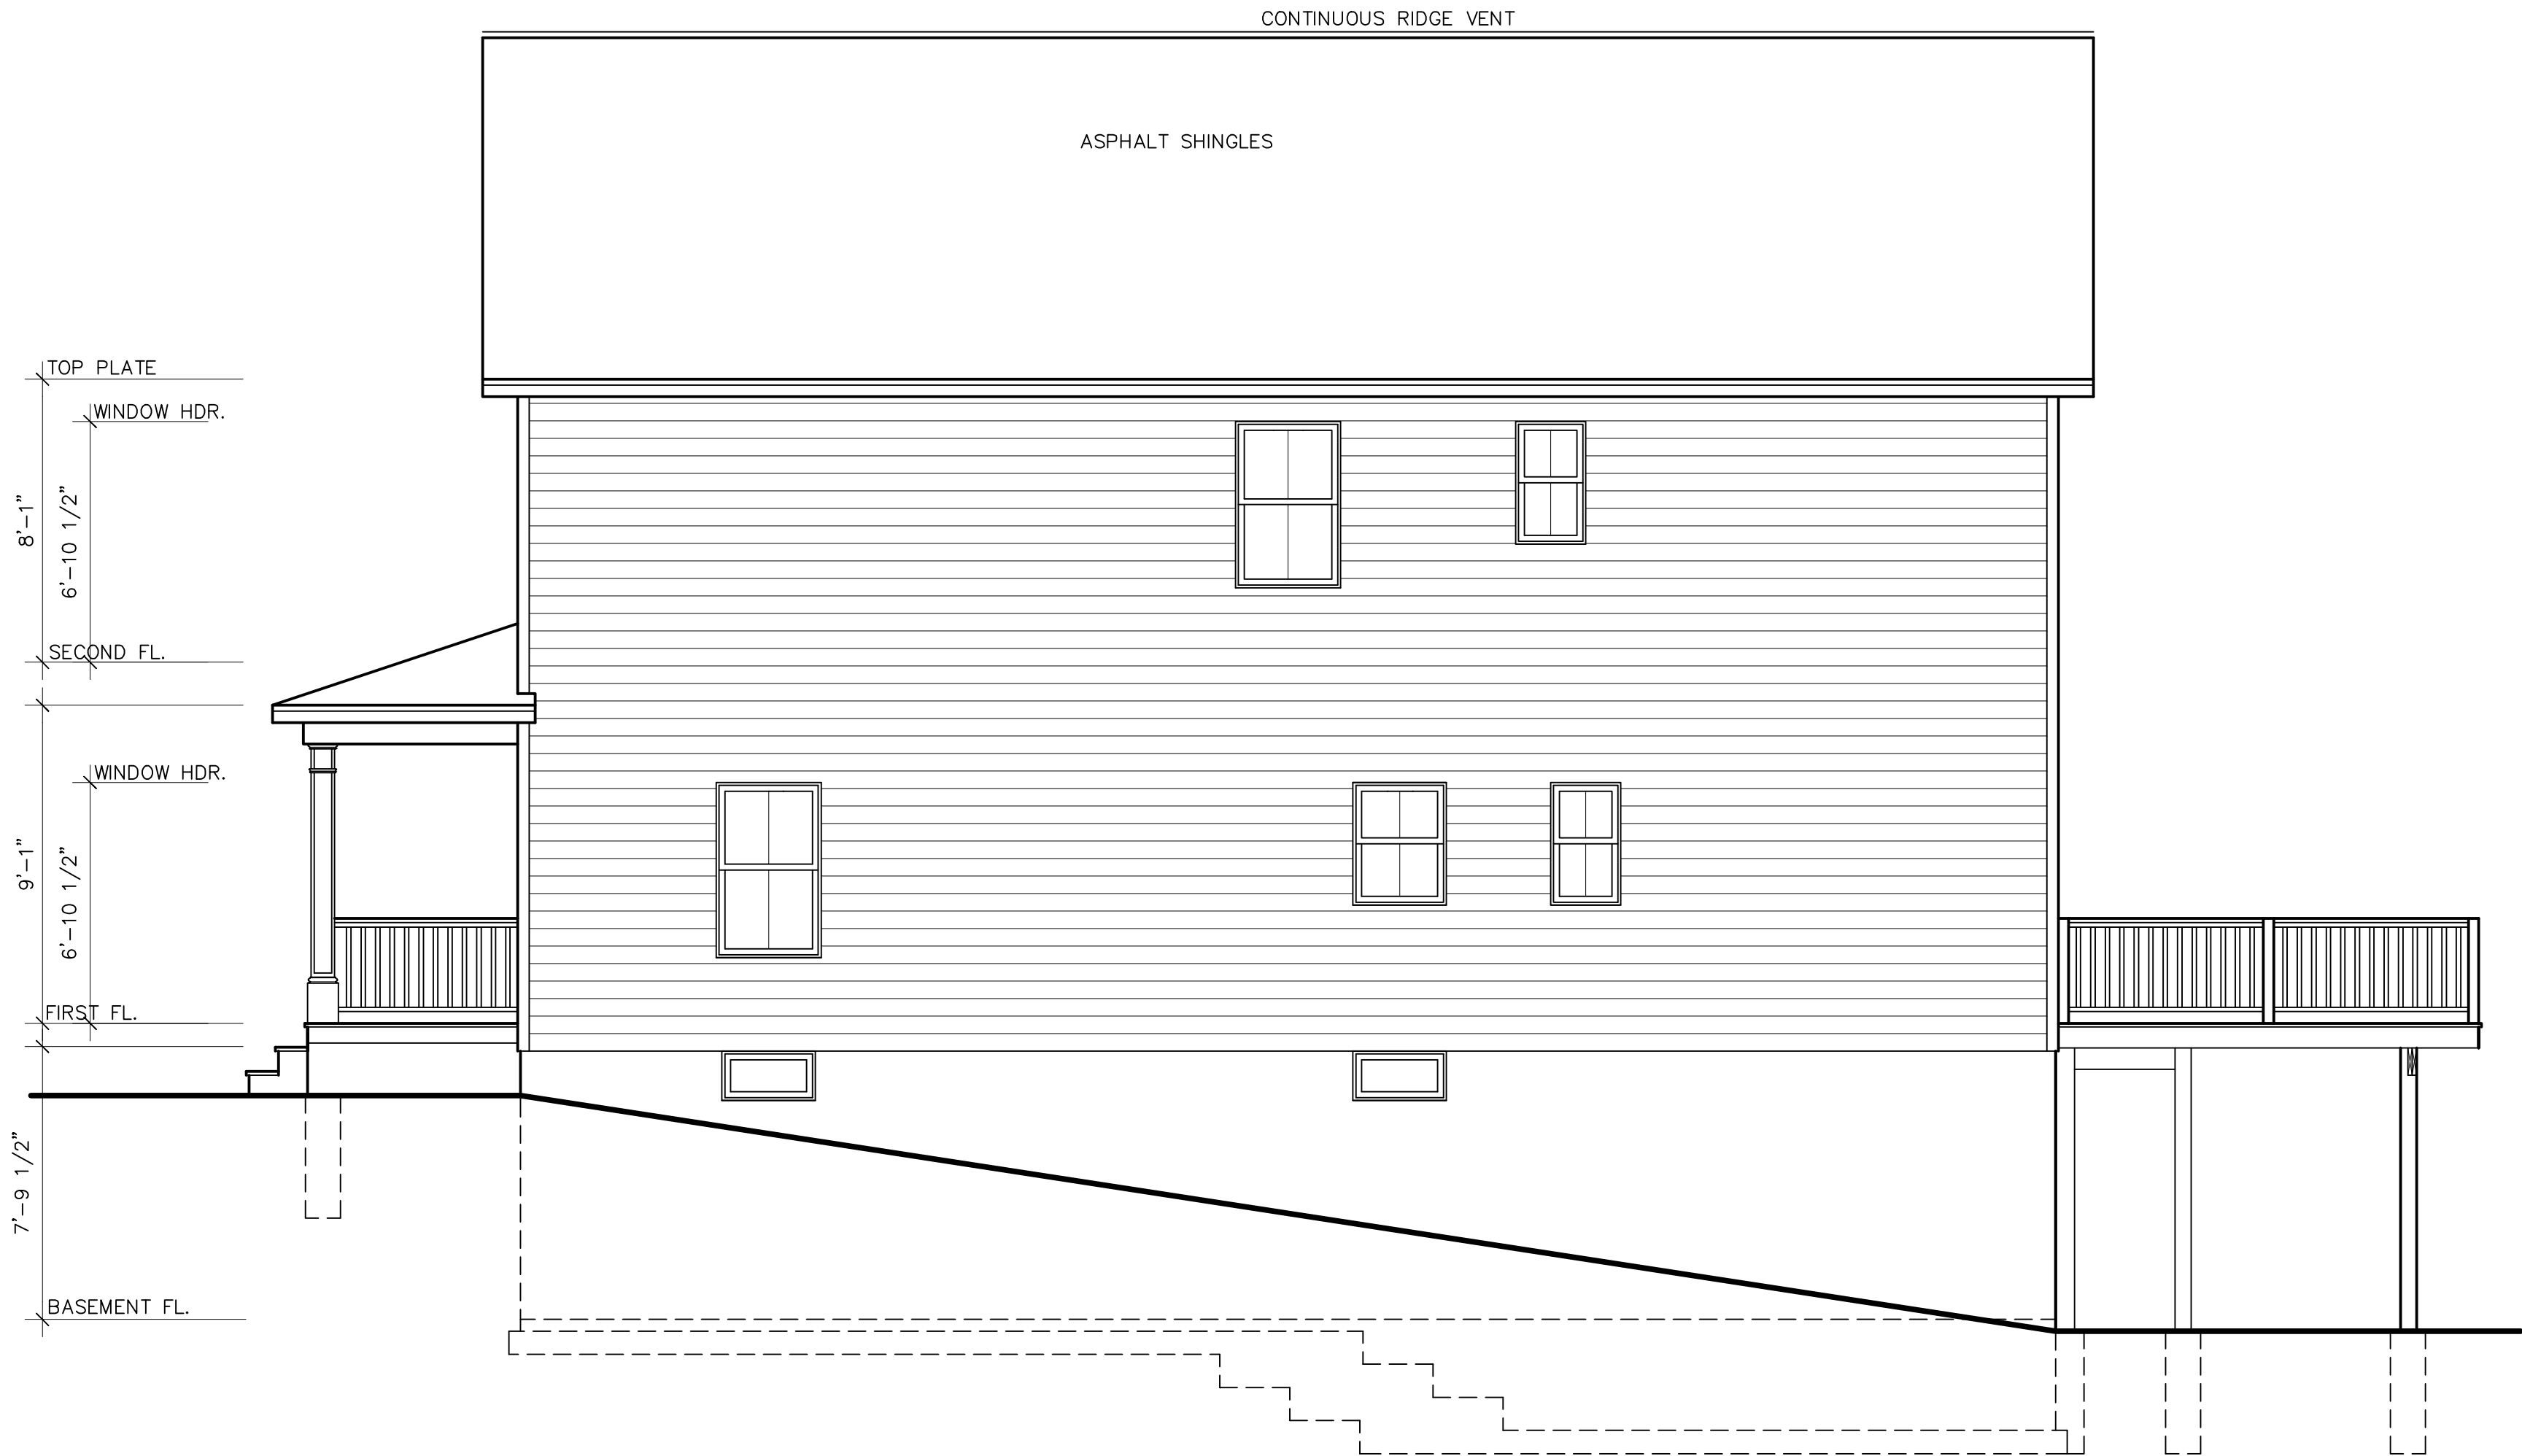 CONTINUOUS RIDGE VENT
ASPHALT SHINGLES
TOP PLATE
WINDOW HDR.
8'-1"
6'-10 1/2"
SECOND FL.
WINDOW HDR.
9'-1"
6'-10 1/2"
FIRST FL.
7'-9 1/2"
BASEMENT FL.